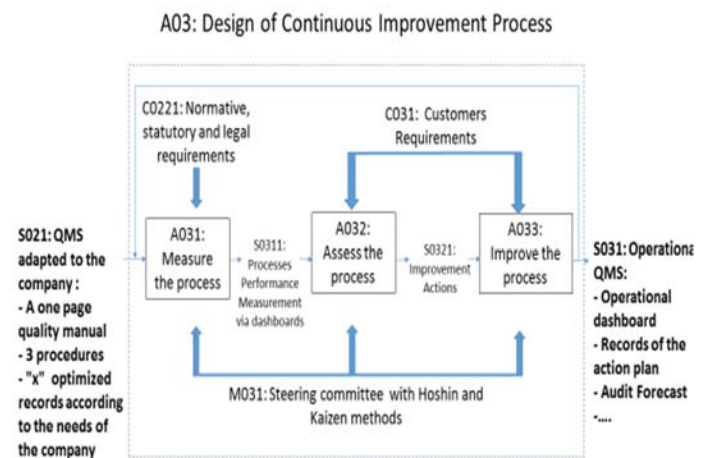 A03: Design of Continuous Improvement Process
C0221: Normative,
statutory and legal
requirements
C031: Customers
Requirements
S021: QMS
adapted to the
company :
- A one page
quality manual
- 3 procedures
- "x" optimized
records according
to the needs of
the company
A031:
Measure
the process
S0311:
Processes
Performance
Measurement
via dashboards
A032:
Assess the
process
S0321:
Improvement
Actions
A033:
Improve the
process
S031: Operationa
QMS:
- Operational
dashboard
- Records of the
action plan
- Audit Forecast
-....
M031: Steering committee with Hoshin and
Kaizen methods